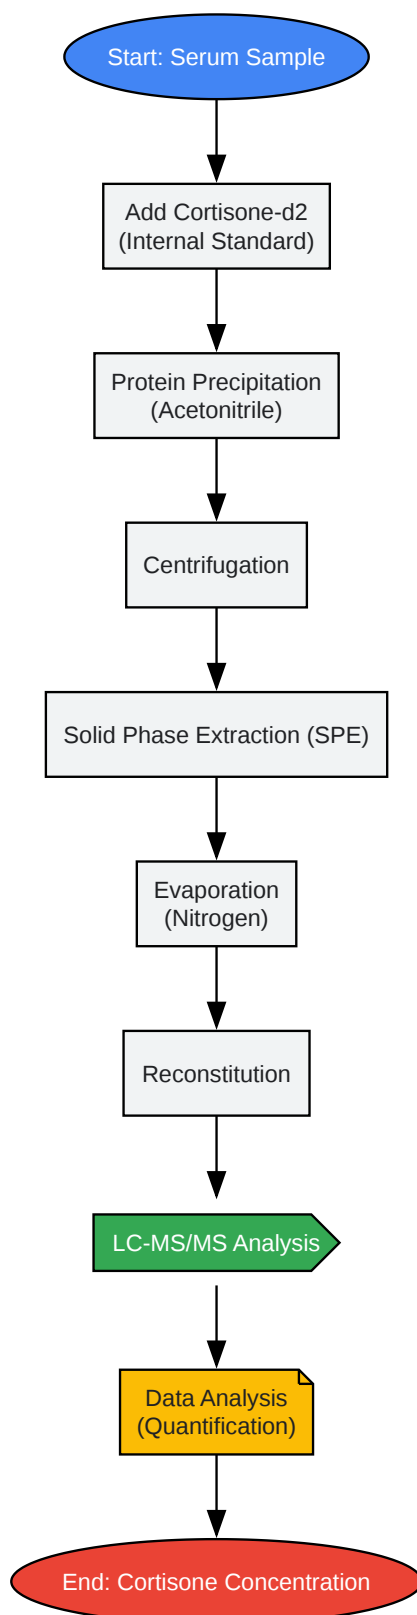 Start: Serum Sample
Add Cortisone-d2
(Internal Standard)
Protein Precipitation
(Acetonitrile)
Centrifugation
Solid Phase Extraction (SPE)
Evaporation
(Nitrogen)
Reconstitution
LC-MS/MS Analysis
Data Analysis
(Quantification)
End: Cortisone Concentration